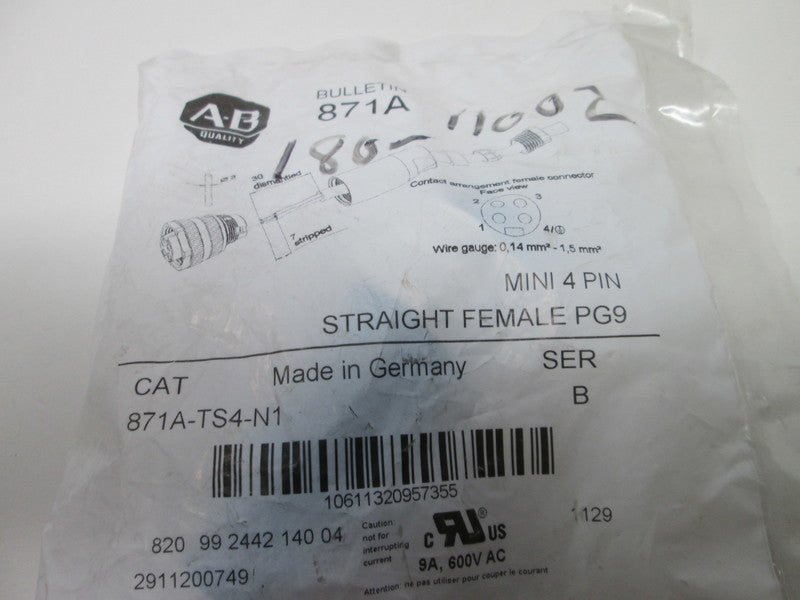 A-B
QUALITY
BULLETIN
871A
180-11002
ø 2
30
dismantled
7
stripped
Contact arrangement female connector
Face view
2 3
1 4/
Wire gauge: 0,14 mm² - 1,5 mm²
MINI 4 PIN
STRAIGHT FEMALE PG9
CAT Made in Germany SER
871A-TS4-N1 B
10611320957355
820 99 2442 140 04
2911200749
Caution:
not for
interrupting
current
C RU® US
9A, 600V AC
1129
Attention: ne pas utiliser pour couper le courant